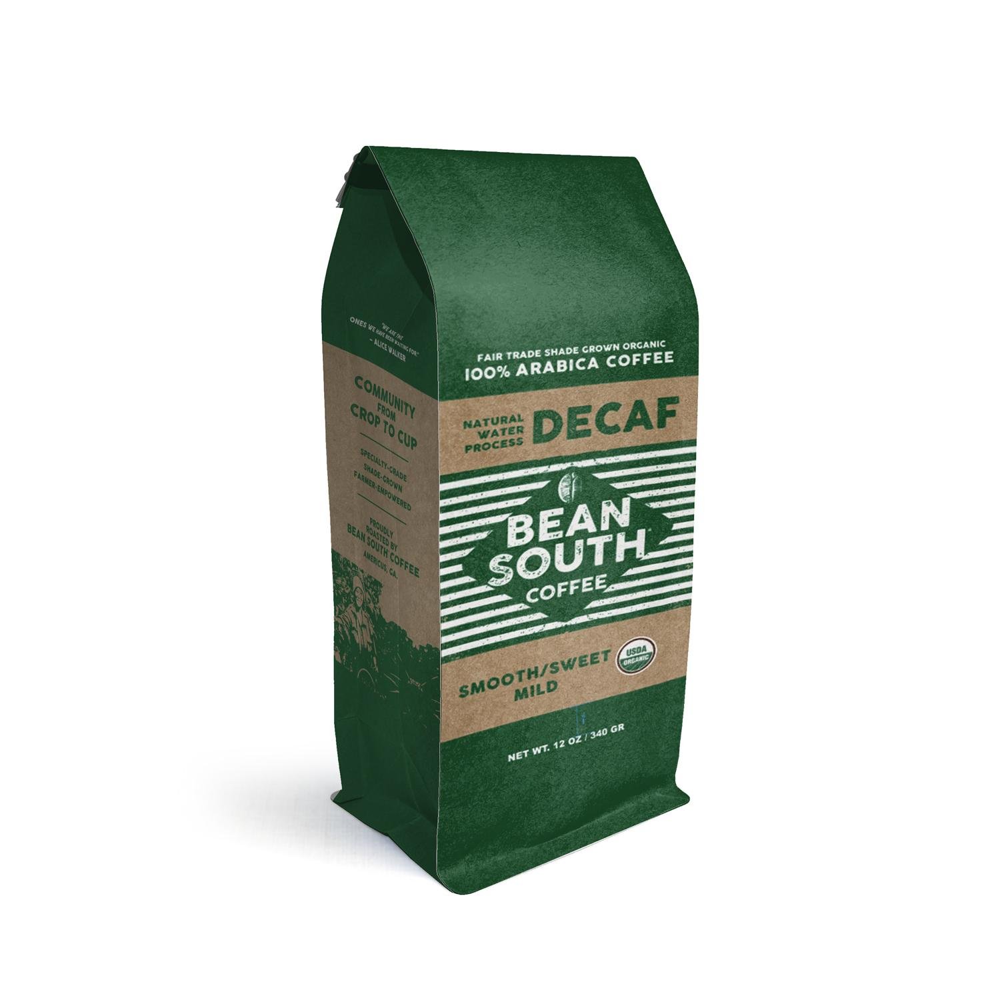 "WE ARE THE
ONES WE HAVE BEEN WAITING FOR."
- ALICE WALKER
COMMUNITY
FROM
CROP TO CUP
SPECIALTY-GRADE
SHADE-GROWN
FARMER-EMPOWERED
PROUDLY
ROASTED BY
BEAN SOUTH COFFEE
AMERICUS, GA.
FAIR TRADE SHADE GROWN ORGANIC
100% ARABICA COFFEE
NATURAL
WATER
PROCESS
DECAF
BEAN
SOUTH
COFFEE
SMOOTH/SWEET
MILD
USDA
ORGANIC
NET WT. 12 OZ / 340 GR